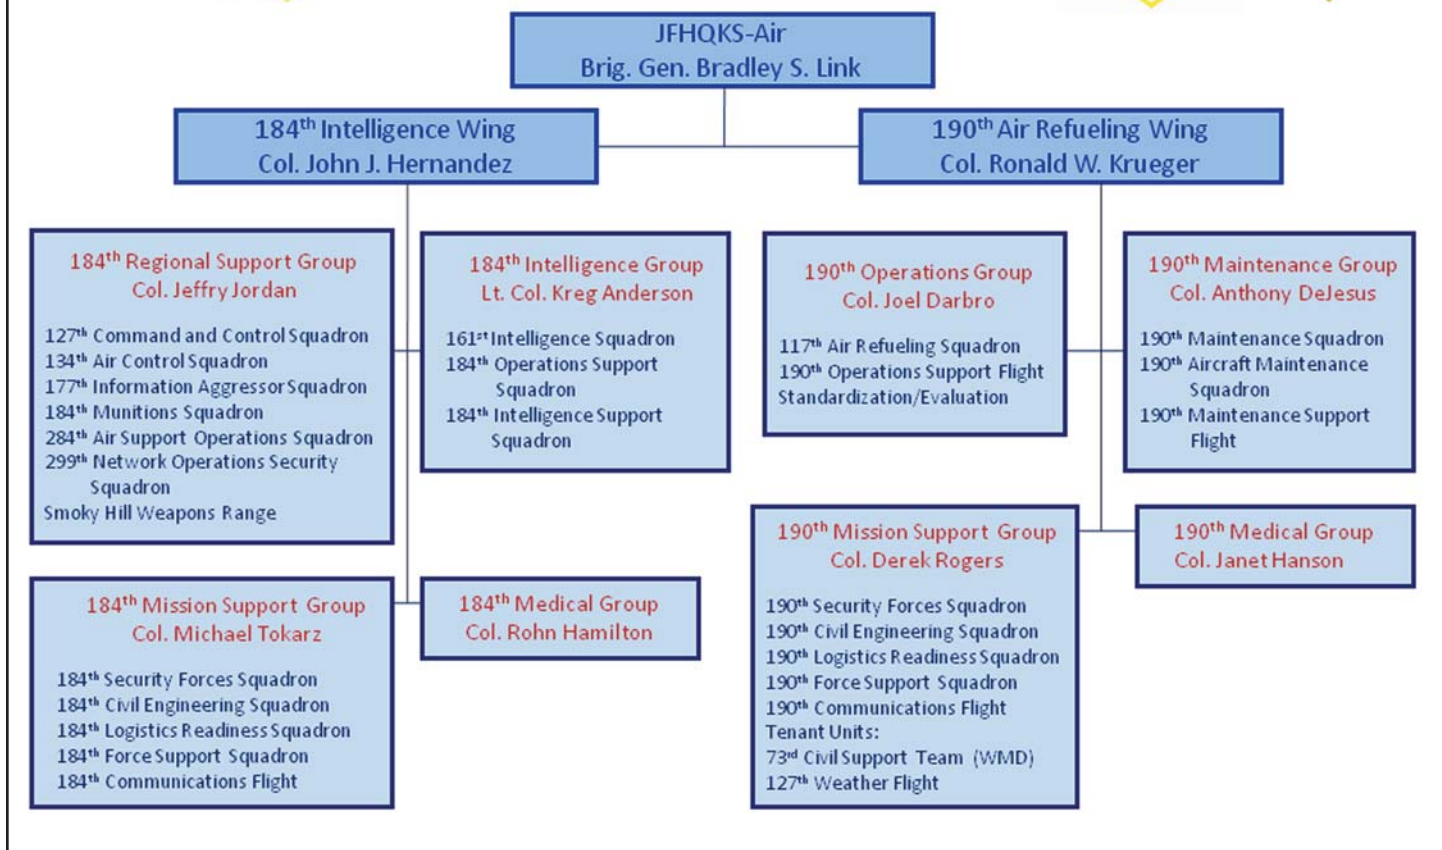 JFHQKS-Air
Brig. Gen. Bradley S. Link
184th Intelligence Wing
Col. John J. Hernandez
190th Air Refueling Wing
Col. Ronald W. Krueger
184th Regional Support Group
Col. Jeffry Jordan
127th Command and Control Squadron
134th Air Control Squadron
177th Information Aggressor Squadron
184th Munitions Squadron
284th Air Support Operations Squadron
299th Network Operations Security
Squadron
Smoky Hill Weapons Range
184th Intelligence Group
Lt. Col. Kreg Anderson
161st Intelligence Squadron
184th Operations Support
Squadron
184th Intelligence Support
Squadron
190th Operations Group
Col. Joel Darbro
117th Air Refueling Squadron
190th Operations Support Flight
Standardization/Evaluation
190th Maintenance Group
Col. Anthony DeJesus
190th Maintenance Squadron
190th Aircraft Maintenance
Squadron
190th Maintenance Support
Flight
184th Mission Support Group
Col. Michael Tokarz
184th Security Forces Squadron
184th Civil Engineering Squadron
184th Logistics Readiness Squadron
184th Force Support Squadron
184th Communications Flight
184th Medical Group
Col. Rohn Hamilton
190th Mission Support Group
Col. Derek Rogers
190th Security Forces Squadron
190th Civil Engineering Squadron
190th Logistics Readiness Squadron
190th Force Support Squadron
190th Communications Flight
Tenant Units:
73rd Civil Support Team (WMD)
127th Weather Flight
190th Medical Group
Col. Janet Hanson